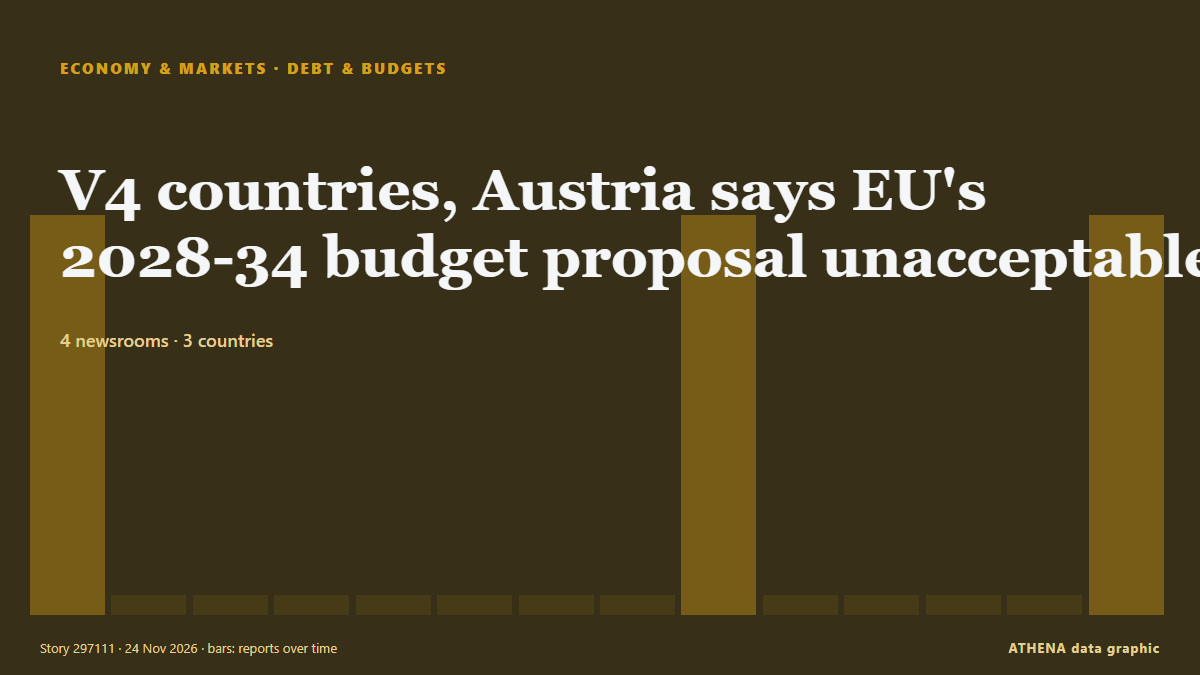 ECONOMY & MARKETS · DEBT & BUDGETS
V4 countries, Austria says EU's
2028-34 budget proposal unacceptable
4 newsrooms · 3 countries
Story 297111 · 24 Nov 2026 · bars: reports over time
ATHENA data graphic